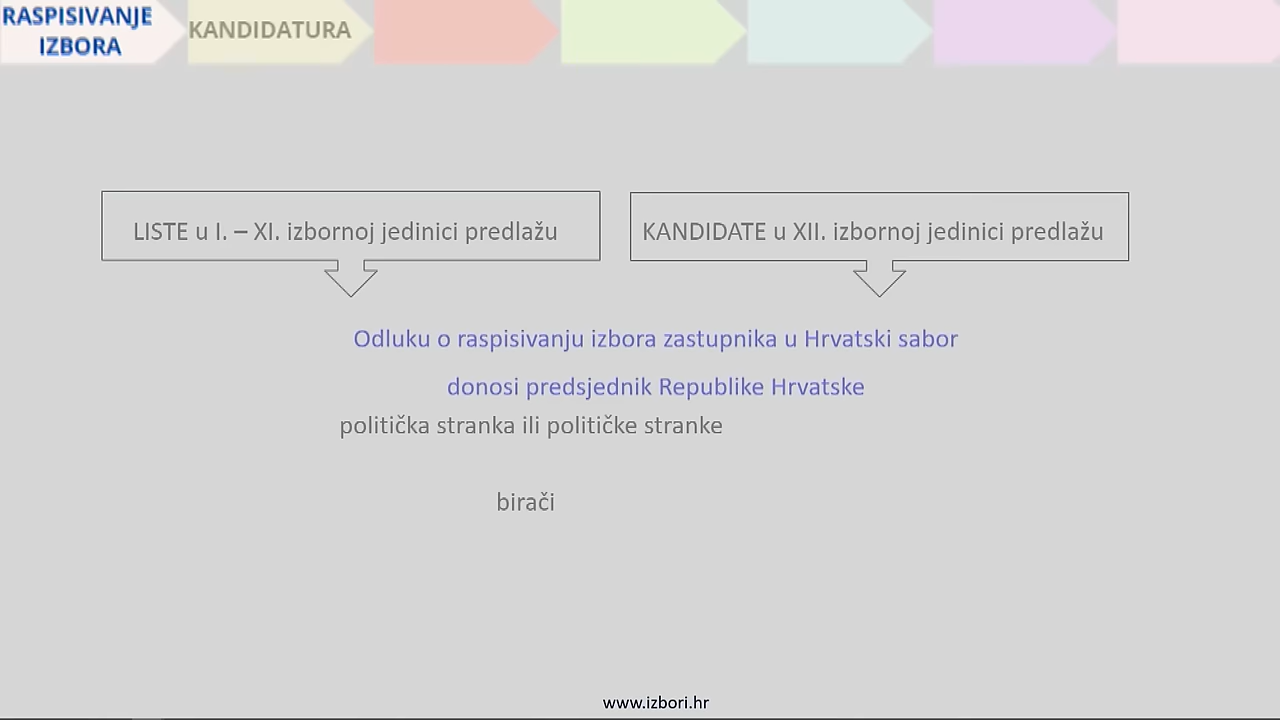 RASPISIVANJE
IZBORA
KANDIDATURA
LISTE u I. – XI. izbornoj jedinici predlažu
KANDIDATE u XII. izbornoj jedinici predlažu
Odluku o raspisivanju izbora zastupnika u Hrvatski sabor
donosi predsjednik Republike Hrvatske
politička stranka ili političke stranke
birači
www.izbori.hr